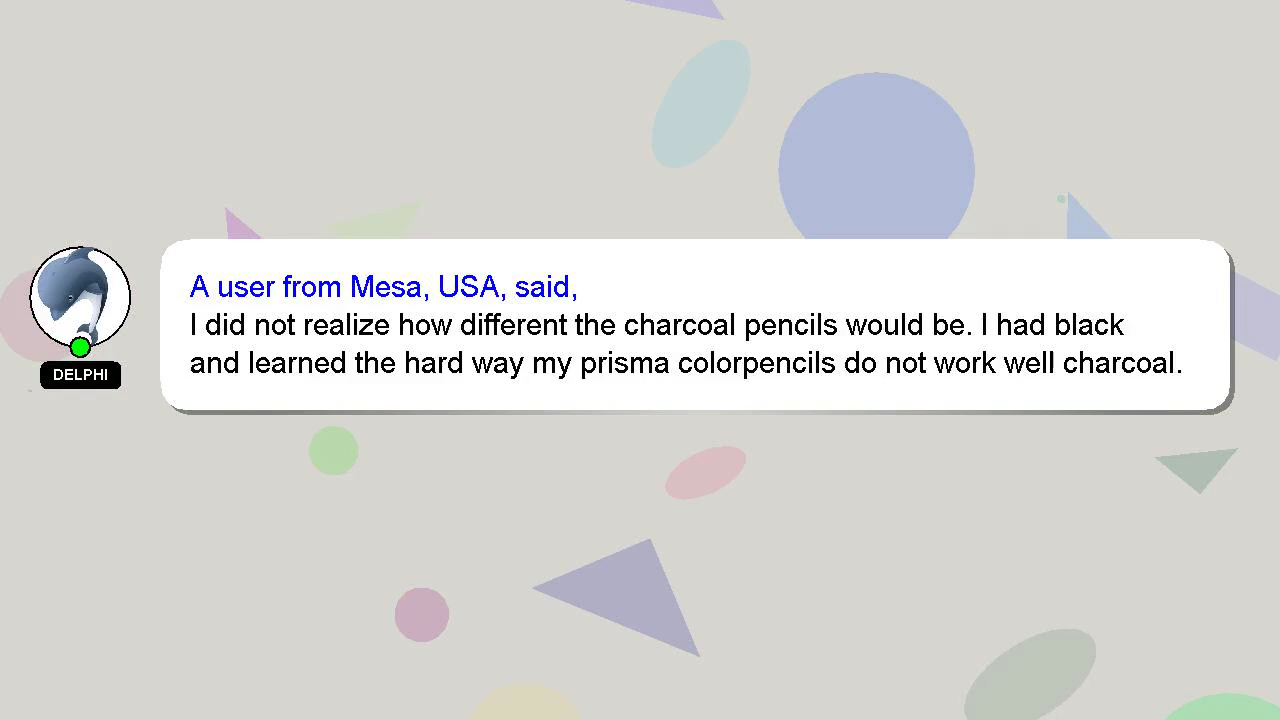 A user from Mesa, USA, said,
I did not realize how different the charcoal pencils would be. I had black
and learned the hard way my prisma colorpencils do not work well charcoal.
DELPHI